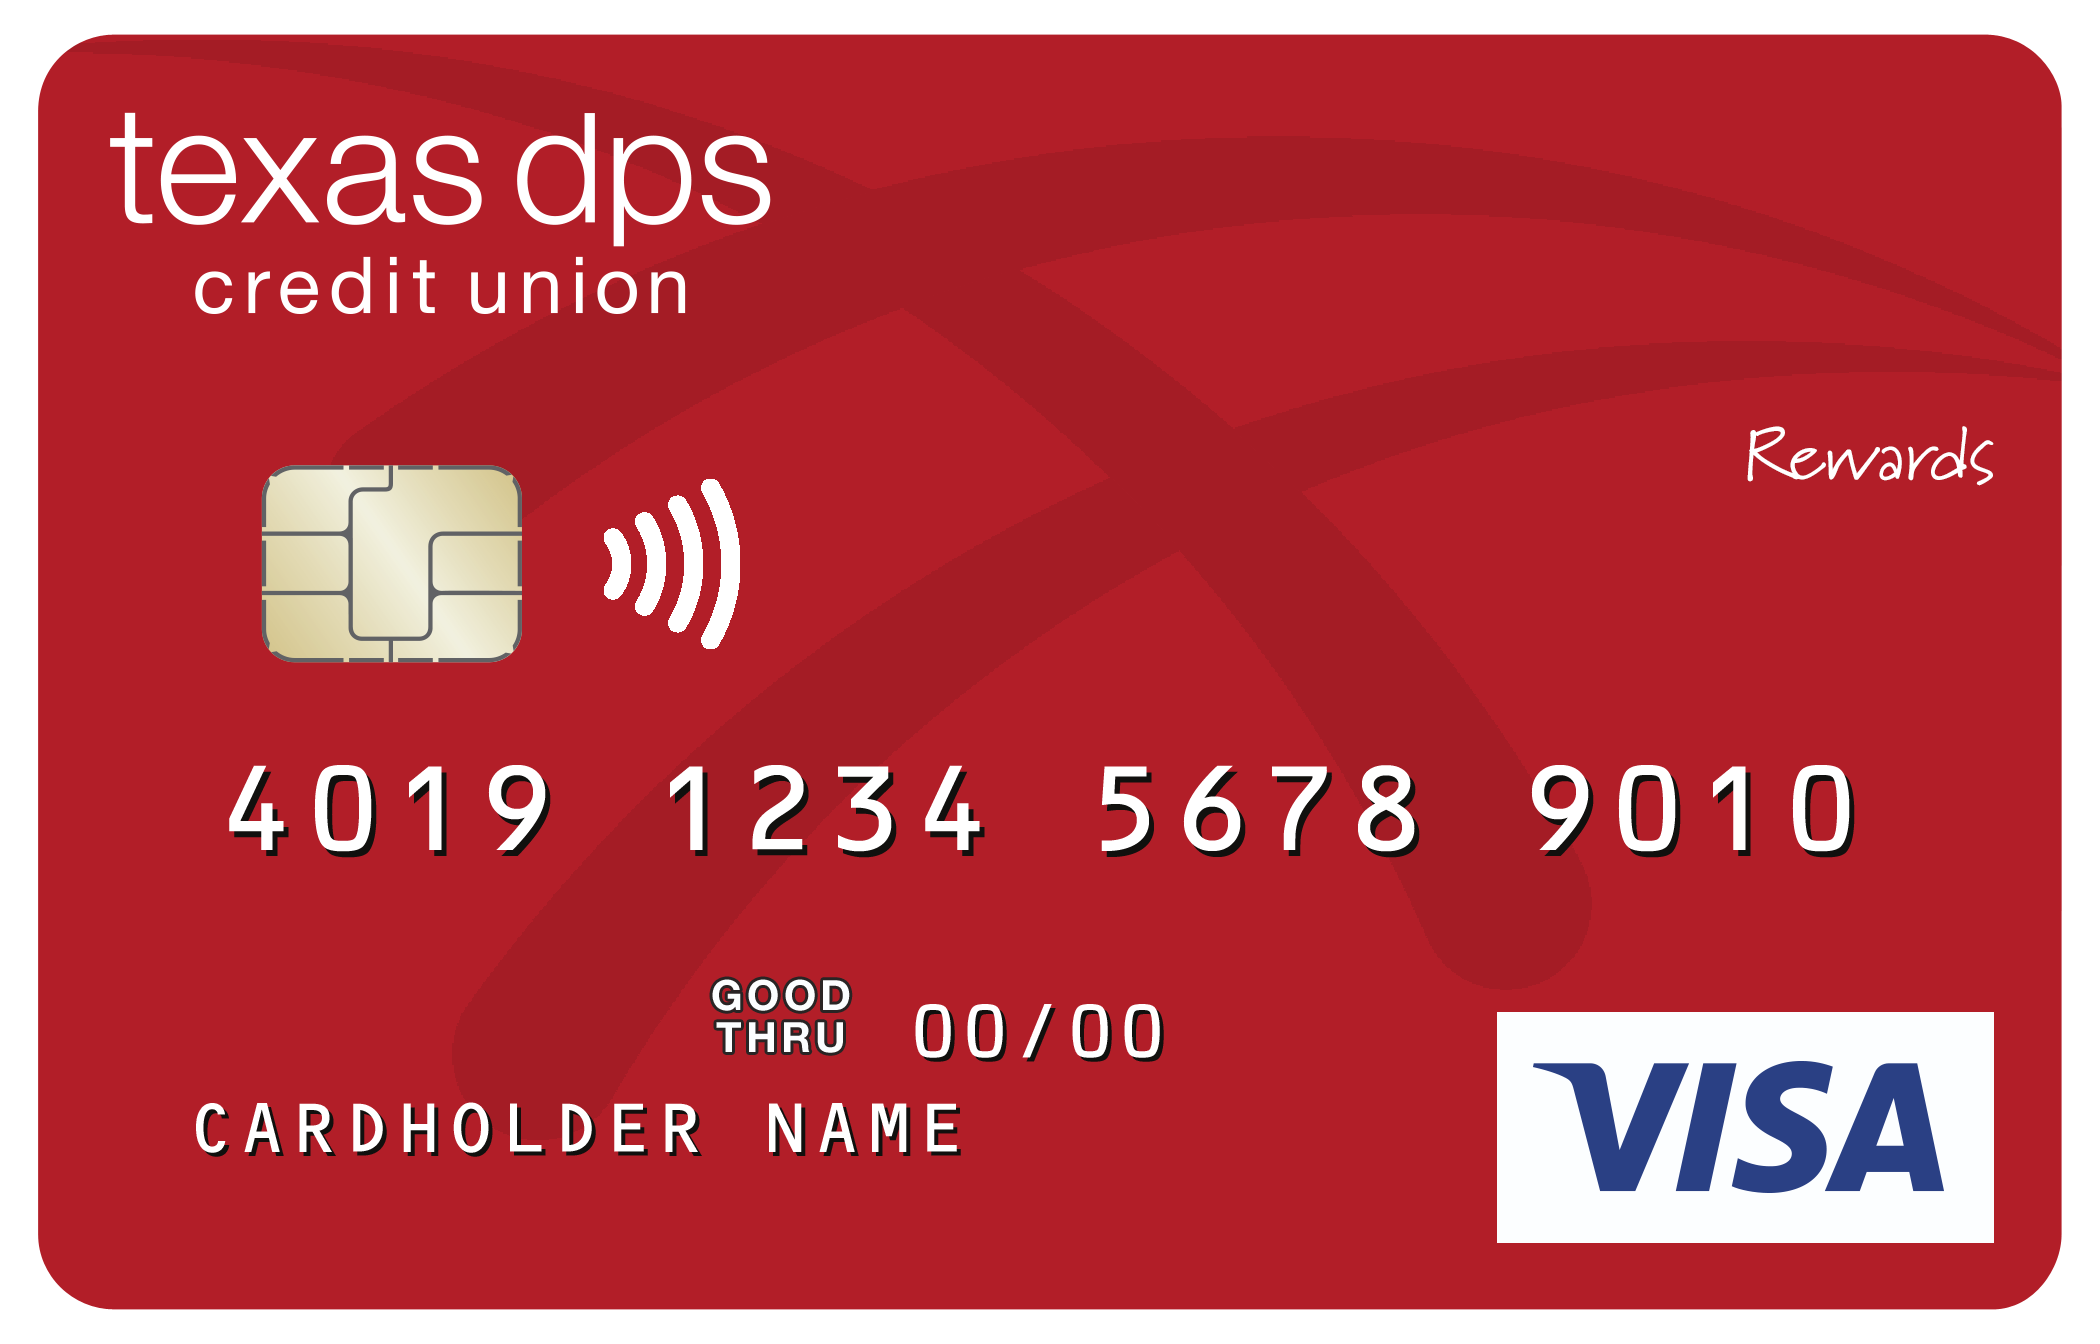 texas dps
credit union
Rewards
4019 1234 5678 9010
GOOD
THRU 00/00
CARDHOLDER NAME
VISA